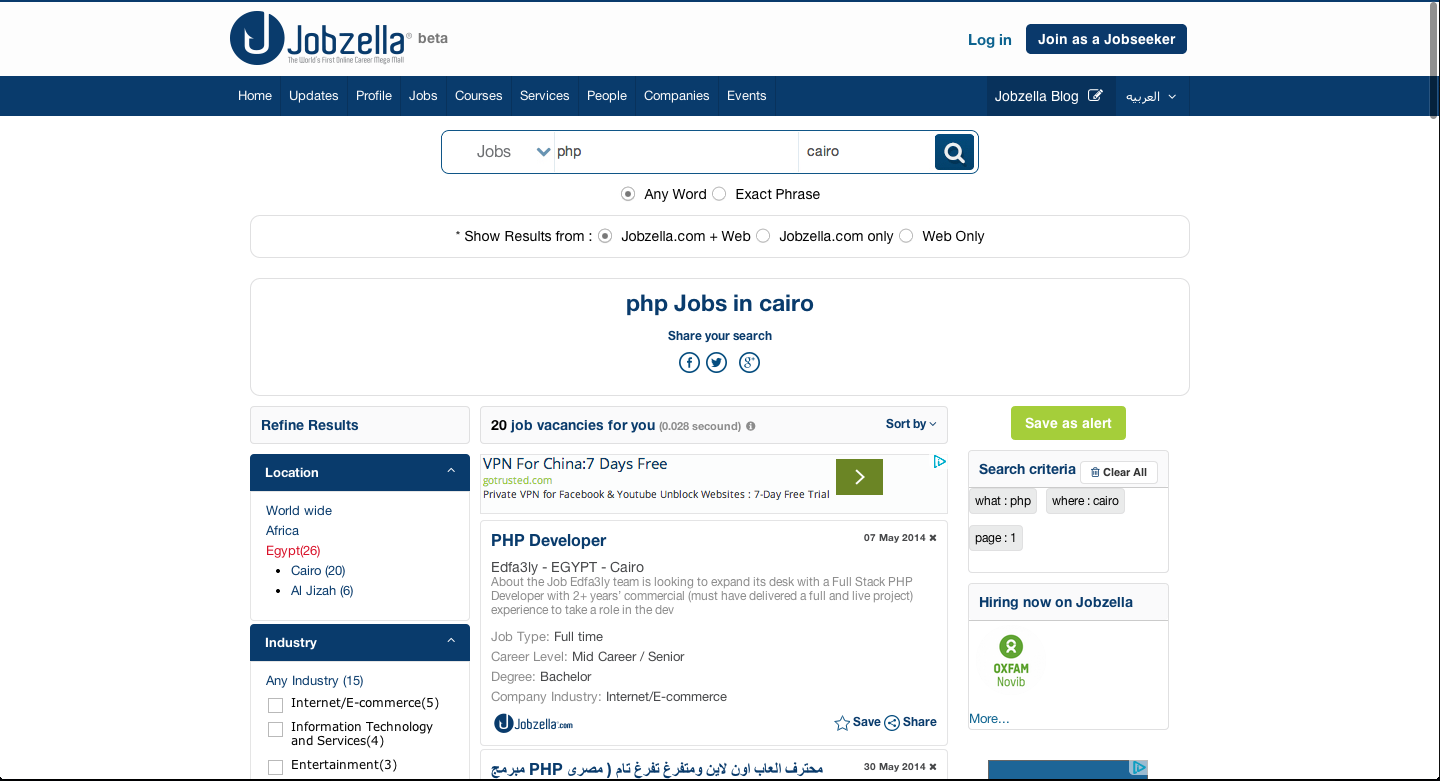 Jobzella® beta
The World's First Online Career Mega Mall
Log in
Join as a Jobseeker
Home Updates Profile Jobs Courses Services People Companies Events
Jobzella Blog
العربيه
Jobs php cairo
Any Word Exact Phrase
* Show Results from : Jobzella.com + Web Jobzella.com only Web Only
php Jobs in cairo
Share your search
Refine Results
Location
World wide
Africa
Egypt(26)
Cairo (20)
Al Jizah (6)
Industry
Any Industry (15)
Internet/E-commerce(5)
Information Technology
and Services(4)
Entertainment(3)
20 job vacancies for you (0.028 secound)
Sort by
VPN For China:7 Days Free
gotrusted.com
Private VPN for Facebook & Youtube Unblock Websites : 7-Day Free Trial
PHP Developer
07 May 2014
Edfa3ly - EGYPT - Cairo
About the Job Edfa3ly team is looking to expand its desk with a Full Stack PHP
Developer with 2+ years' commercial (must have delivered a full and live project)
experience to take a role in the dev
Job Type: Full time
Career Level: Mid Career / Senior
Degree: Bachelor
Company Industry: Internet/E-commerce
Jobzella.com
Save Share
محترف العاب اون لاين ومتفرغ تفرغ تام ( مصرى PHP مبرمج
30 May 2014
Save as alert
Search criteria
Clear All
what : php where : cairo
page : 1
Hiring now on Jobzella
OXFAM
Novib
More...